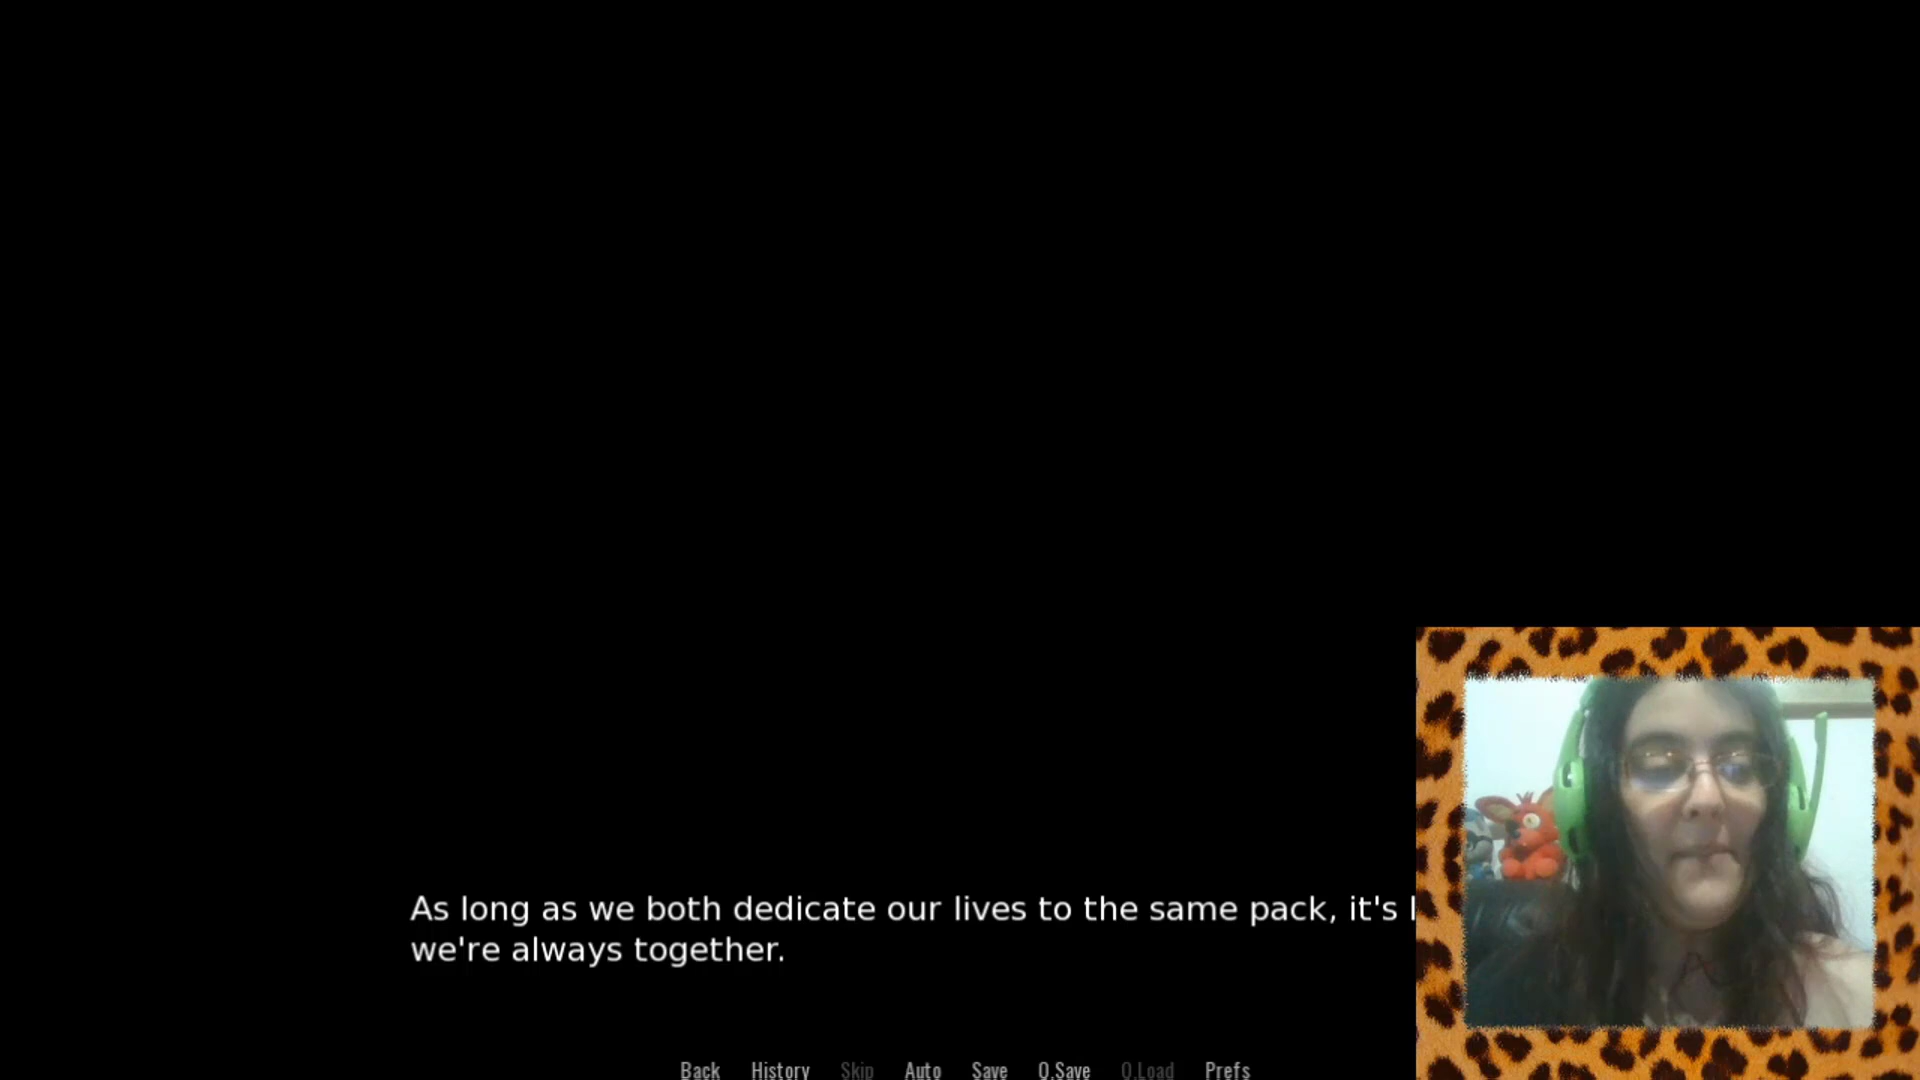 As long as we both dedicate our lives to the same pack, it's
we're always together.
Back History Skip Auto Save Q.Save Q.Load Prefs